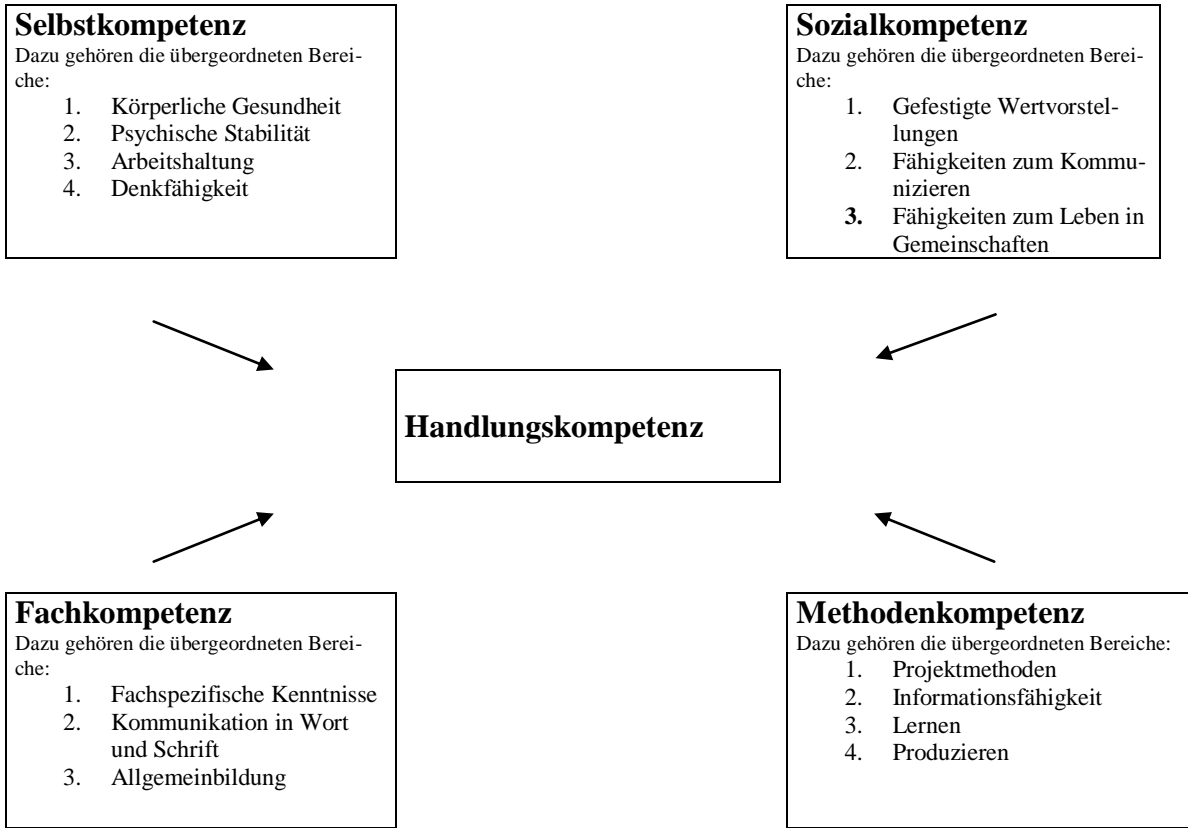 Selbstkompetenz
Dazu gehören die übergeordneten Berei-
che:
1. Körperliche Gesundheit
2. Psychische Stabilität
3. Arbeitshaltung
4. Denkfähigkeit
Sozialkompetenz
Dazu gehören die übergeordneten Berei-
che:
1. Gefestigte Wertvorstel-
lungen
2. Fähigkeiten zum Kommu-
nizieren
3. Fähigkeiten zum Leben in
Gemeinschaften
Handlungskompetenz
Fachkompetenz
Dazu gehören die übergeordneten Berei-
che:
1. Fachspezifische Kenntnisse
2. Kommunikation in Wort
und Schrift
3. Allgemeinbildung
Methodenkompetenz
Dazu gehören die übergeordneten Bereiche:
1. Projektmethoden
2. Informationsfähigkeit
3. Lernen
4. Produzieren